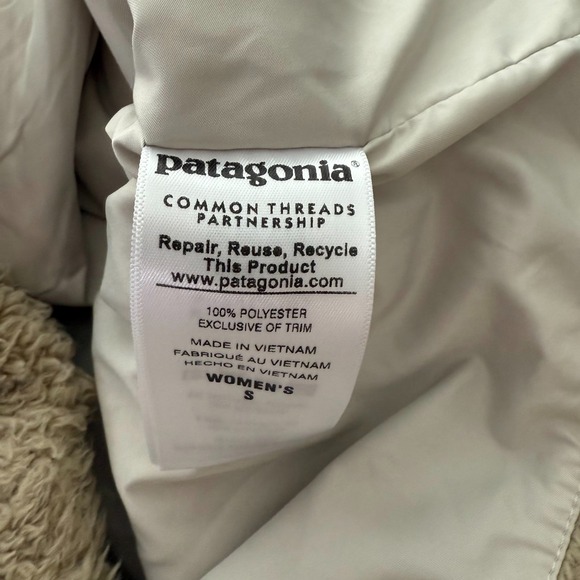 patagonia®
COMMON THREADS
PARTNERSHIP
Repair, Reuse, Recycle
This Product
www.patagonia.com
100% POLYESTER
EXCLUSIVE OF TRIM
MADE IN VIETNAM
FABRIQUÉ AU VIETNAM
HECHO EN VIETNAM
WOMEN'S
S